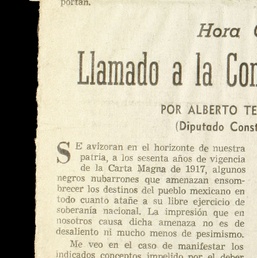 portan.
Hora
Llamado a la Con
POR ALBERTO TE
(Diputado Const
SE avizoran en el horizonte de nuestra
patria, a los sesenta años de vigencia
de la Carta Magna de 1917, algunos
negros nubarrones que amenazan ensom-
brecer los destinos del pueblo mexicano en
todo cuanto atañe a su libre ejercicio de
soberanía nacional. La impresión que en
nosotros causa dicha amenaza no es de
desaliento ni mucho menos de pesimismo.
Me veo en el caso de manifestar los
indicados conceptos impelido por el deber